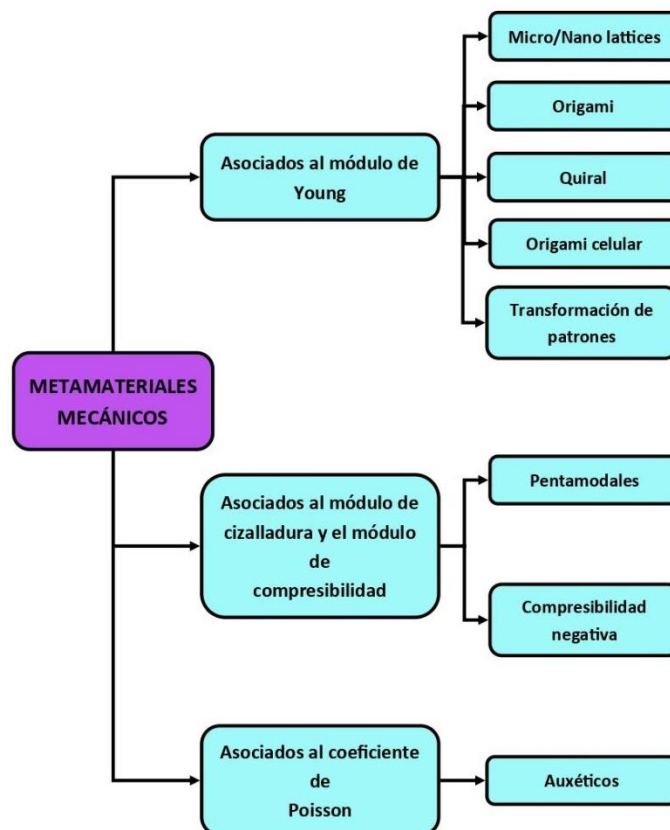 METAMATERIALES
MECÁNICOS
Asociados al módulo de
Young
Micro/Nano lattices
Origami
Quiral
Origami celular
Transformación de
patrones
Asociados al módulo de
cizalladura y el módulo
de
compresibilidad
Pentamodales
Compresibilidad
negativa
Asociados al coeficiente
de
Poisson
Auxéticos